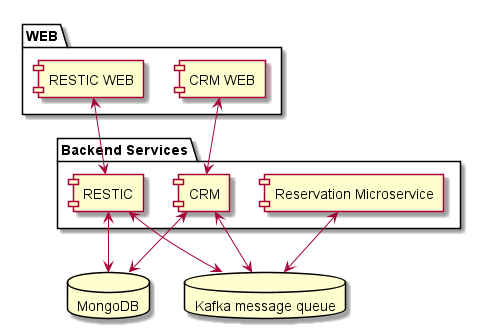 WEB
RESTIC WEB
CRM WEB
Backend Services
RESTIC
CRM
Reservation Microservice
MongoDB
Kafka message queue